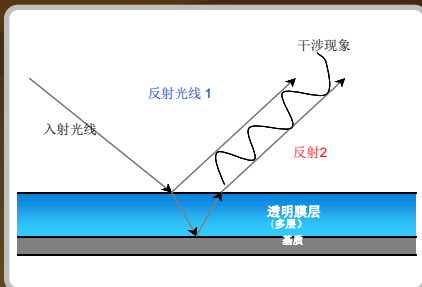 干涉现象
反射光线 1
入射光线
反射2
透明膜层
(多层)
基质